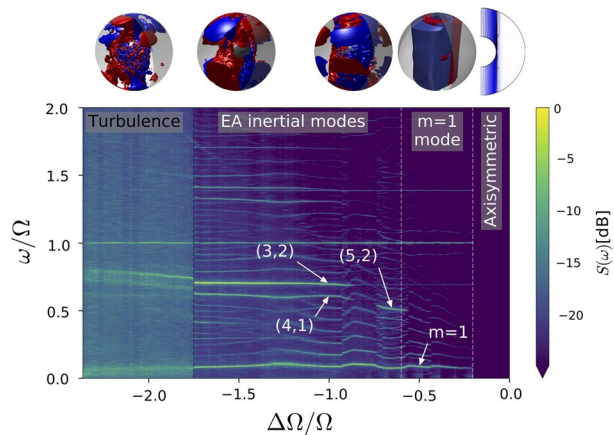 Turbulence
EA inertial modes
m=1
mode
Axisymmetric
(3,2)
(5,2)
(4,1)
m=1
2.0
1.5
1.0
0.5
0.0
ω/Ω
−2.0
−1.5
−1.0
−0.5
0.0
ΔΩ/Ω
0
−5
−10
−15
−20
S(ω)[dB]